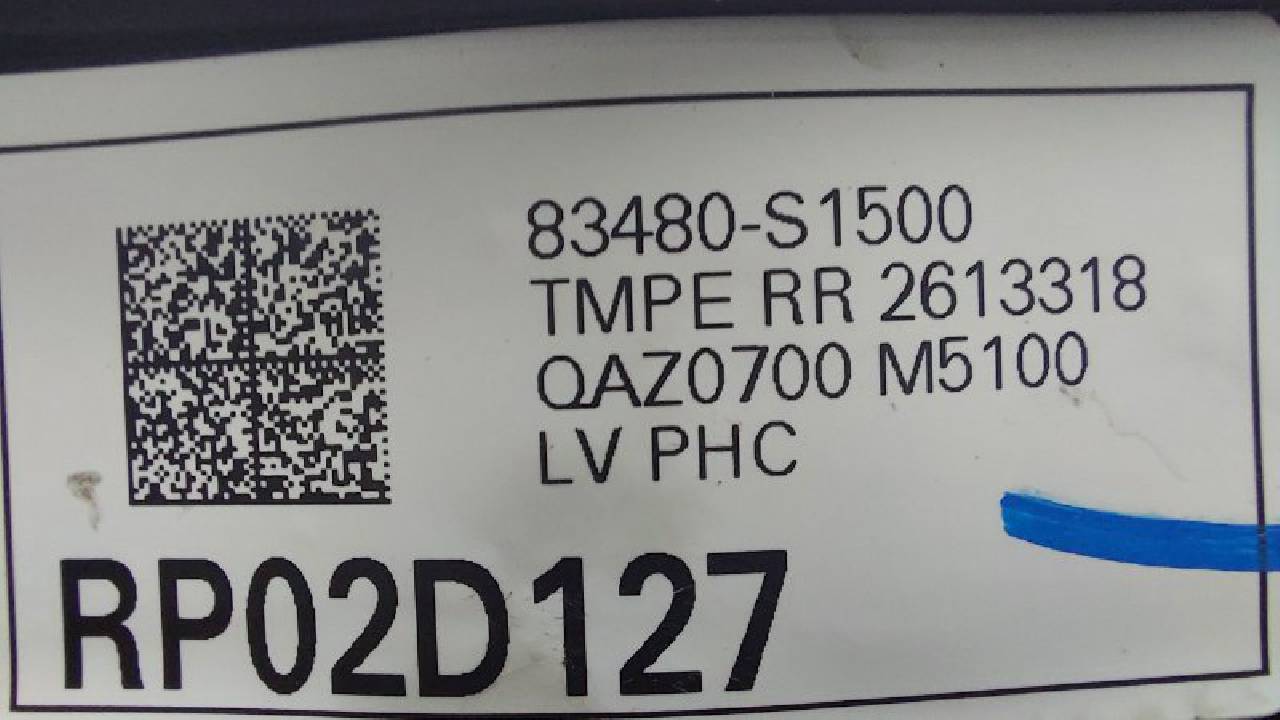 83480-S1500
TMPE RR 2613318
QAZ0700 M5100
LV PHC
RP02D127